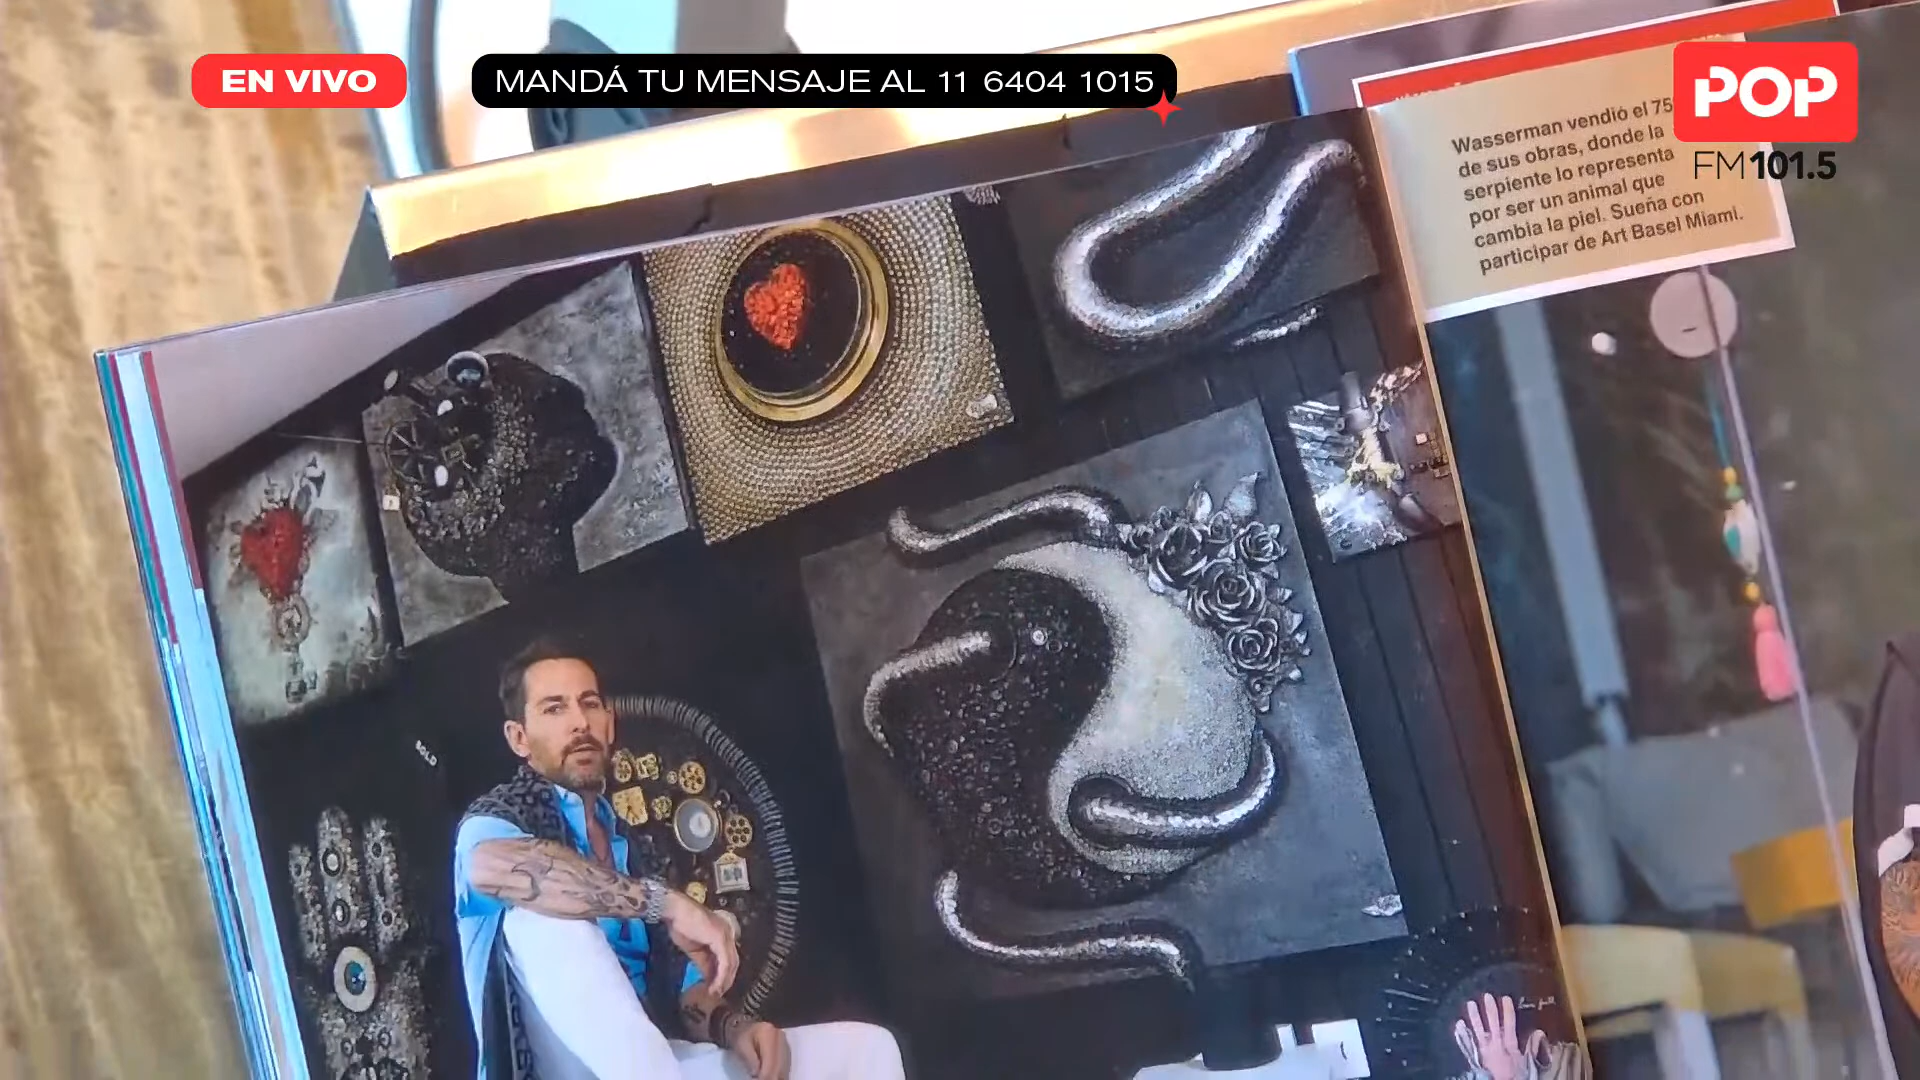 EN VIVO
MANDÁ TU MENSAJE AL 11 6404 1015
POP
FM 101.5
Wasserman vendió el 75
de sus obras, donde la
serpiente lo representa
por ser un animal que
cambia la piel. Sueña con
participar de Art Basel Miami.
SOLD